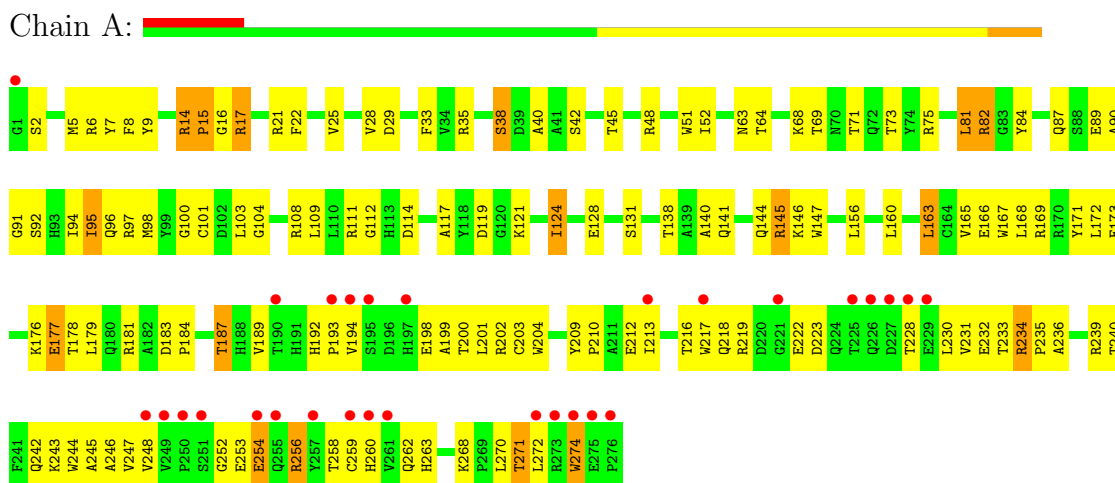 Chain A:
G1 S2 M5 R6 Y7 F8 Y9 R14 P15 G16 R17 R21 F22 V25 V28 D29 F33 V34 R35 S38 D39 A40 A41 S42 T45 R48 W51 I52 N63 T64 K68 T69 N70 T71 Q72 T73 Y74 R75 L81 R82 G83 Y84 Q87 S88 E89 A90
G91 S92 H93 I94 I95 Q96 R97 M98 Y99 G100 C101 D102 L103 G104 R108 L109 L110 R111 G112 H113 D114 A117 Y118 D119 G120 K121 I124 E128 S131 T138 A139 A140 Q141 Q144 R145 K146 W147 L156 L160 L163 C164 V165 E166 W167 L168 R169 R170 Y171 L172 E173
K176 E177 T178 L179 Q180 R181 A182 D183 P184 T187 H188 V189 T190 H191 H192 P193 V194 S195 D196 H197 E198 A199 T200 L201 R202 C203 W204 Y209 P210 A211 E212 I213 T216 W217 Q218 R219 D220 G221 E222 D223 Q224 T225 Q226 D227 T228 E229 L230 V231 E232 T233 R234 P235 A236 R239 T240
F241 Q242 K243 W244 A245 A246 V247 V248 V249 P250 S251 G252 E253 E254 Q255 R256 Y257 T258 C259 H260 V261 Q262 H263 K268 P269 L270 T271 L272 R273 W274 E275 P276